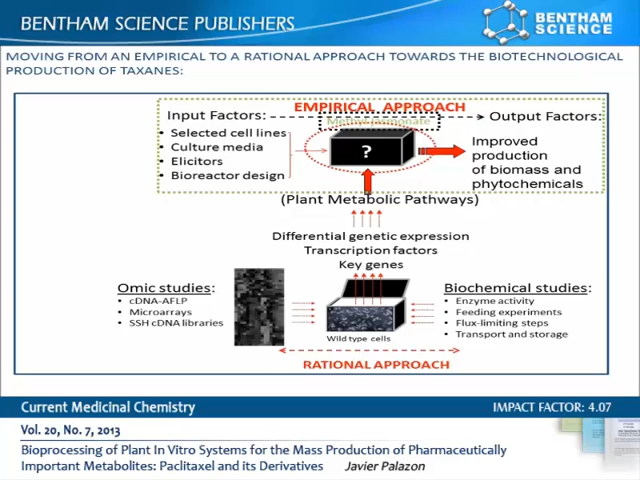 BENTHAM SCIENCE PUBLISHERS
BENTHAM
SCIENCE
MOVING FROM AN EMPIRICAL TO A RATIONAL APPROACH TOWARDS THE BIOTECHNOLOGICAL
PRODUCTION OF TAXANES:
EMPIRICAL APPROACH
Input Factors:
Output Factors:
Methyl jasmonate
• Selected cell lines
• Culture media
• Elicitors
• Bioreactor design
?
Improved
production
of biomass and
phytochemicals
(Plant Metabolic Pathways)
Differential genetic expression
Transcription factors
Key genes
Omic studies:
• cDNA-AFLP
• Microarrays
• SSH cDNA libraries
Biochemical studies:
• Enzyme activity
• Feeding experiments
• Flux-limiting steps
• Transport and storage
Wild type cells
RATIONAL APPROACH
Current Medicinal Chemistry
IMPACT FACTOR: 4.07
Vol. 20, No. 7, 2013
Bioprocessing of Plant In Vitro Systems for the Mass Production of Pharmaceutically
Important Metabolites: Paclitaxel and its Derivatives Javier Palazon